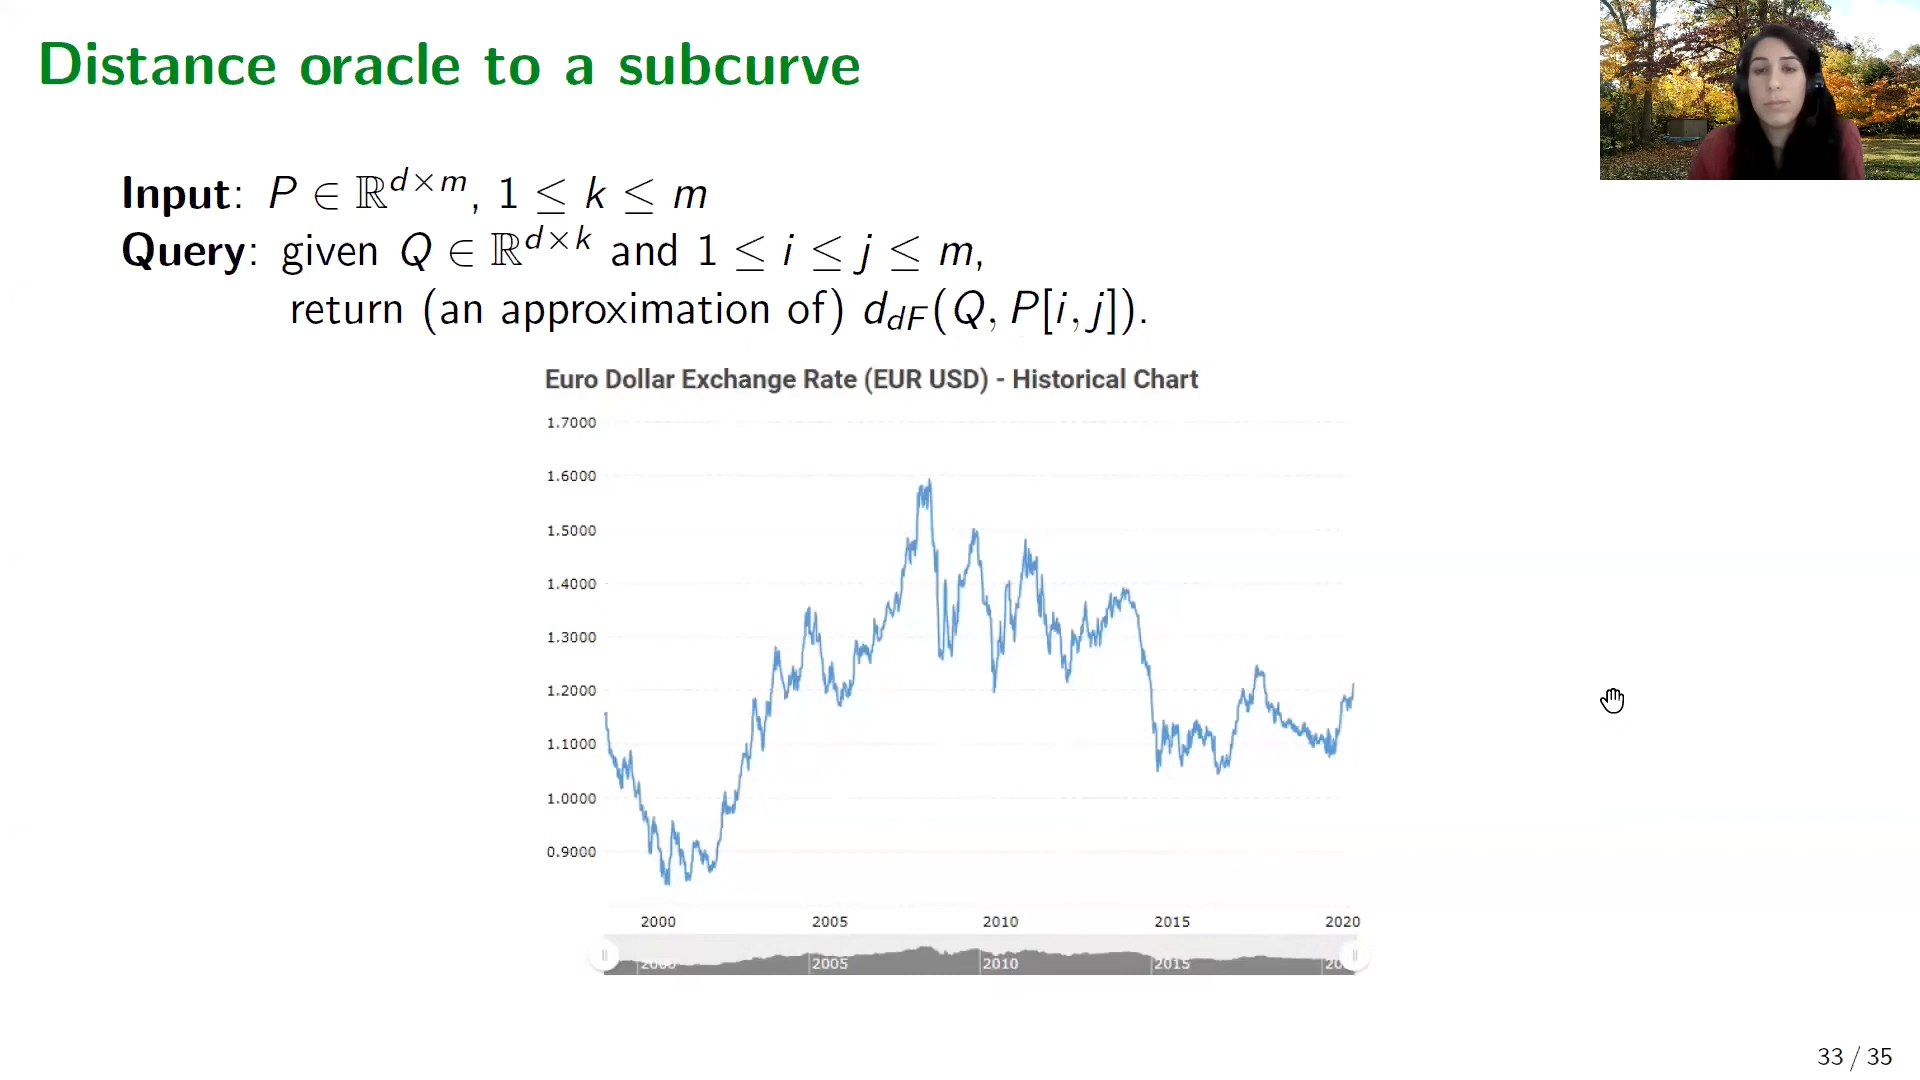 Distance oracle to a subcurve
Input: P ∈ ℝ^{d×m}, 1 ≤ k ≤ m
Query: given Q ∈ ℝ^{d×k} and 1 ≤ i ≤ j ≤ m,
return (an approximation of) d_{dF}(Q, P[i, j]).
Euro Dollar Exchange Rate (EUR USD) - Historical Chart
1.7000
1.6000
1.5000
1.4000
1.3000
1.2000
1.1000
1.0000
0.9000
2000 2005 2010 2015 2020
2000 2005 2010 2015 20
33 / 35